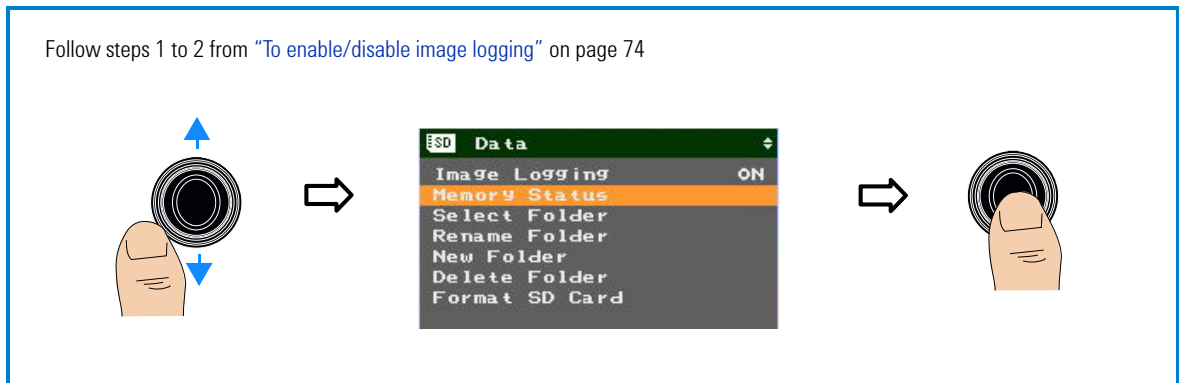 Follow steps 1 to 2 from “To enable/disable image logging” on page 74
SD Data
Image Logging ON
Memory Status
Select Folder
Rename Folder
New Folder
Delete Folder
Format SD Card